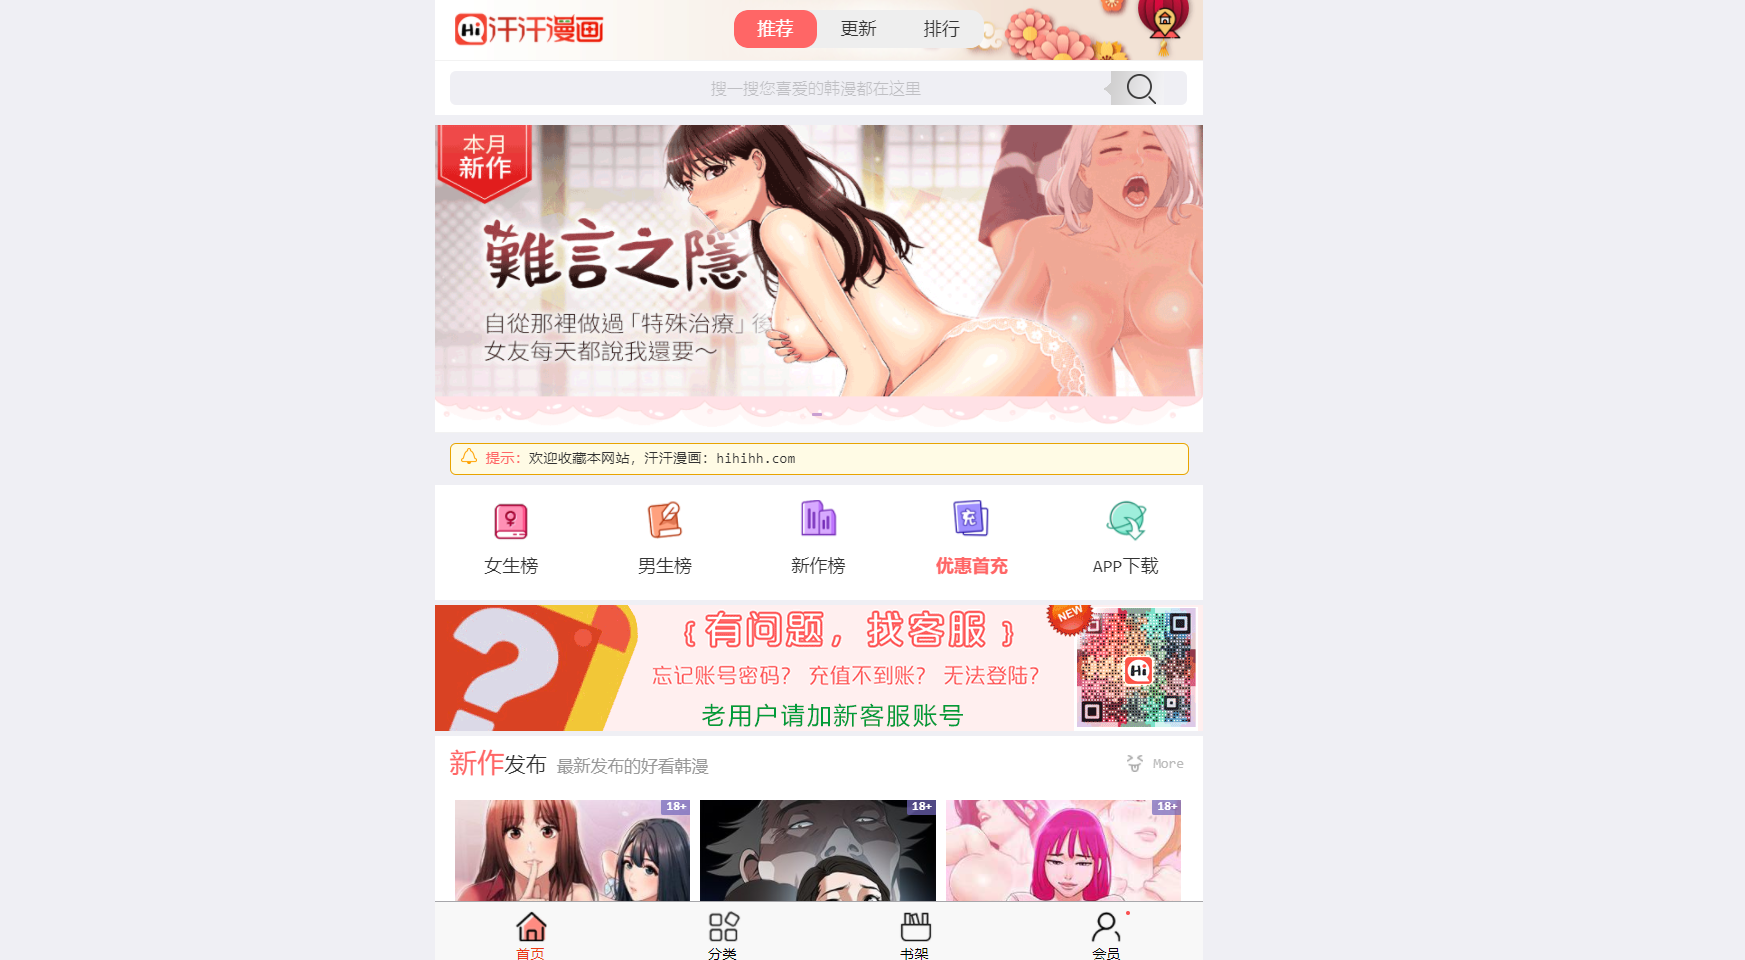 Hi汗汗漫画
推荐
更新
排行
搜一搜您喜爱的韩漫都在这里
本月
新作
難言之隱
自從那裡做過「特殊治療」後
女友每天都說我還要～
提示：欢迎收藏本网站，汗汗漫画：hihihh.com
女生榜
男生榜
新作榜
充
优惠首充
APP下载
{有问题，找客服}
NEW
忘记账号密码？ 充值不到账？ 无法登陆？
Hi
老用户请加新客服账号
新作发布 最新发布的好看韩漫
More
18+
18+
18+
首页
分类
书架
会员